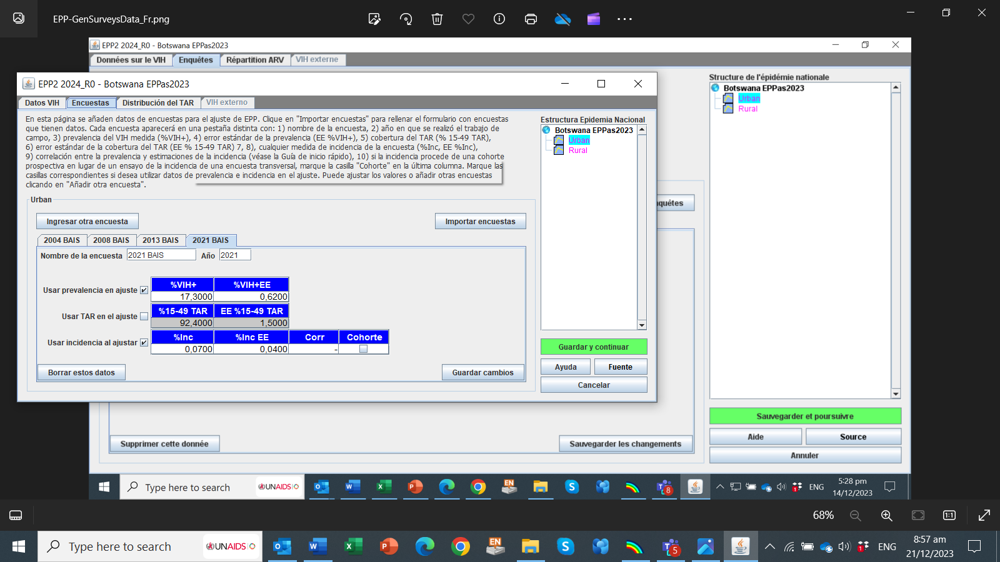 EPP-GenSurveysData_Fr.png
EPP2 2024_R0 - Botswana EPPas2023
Données sur le VIH
Enquêtes
Répartition ARV
VIH externe
Structure de l'épidémie nationale
Botswana EPPas2023
Urban
Rural
EPP2 2024_R0 - Botswana EPPas2023
Datos VIH
Encuestas
Distribución del TAR
VIH externo
En esta página se añaden datos de encuestas para el ajuste de EPP. Clique en "Importar encuestas" para rellenar el formulario con encuestas
que tienen datos. Cada encuesta aparecerá en una pestaña distinta con: 1) nombre de la encuesta, 2) año en que se realizó el trabajo de
campo, 3) prevalencia del VIH medida (%VIH+), 4) error estándar de la prevalencia (EE %VIH+), 5) cobertura del TAR (% 15-49 TAR),
6) error estándar de la cobertura del TAR (EE % 15-49 TAR) 7, 8), cualquier medida de incidencia de la encuesta (%Inc, EE %Inc),
9) correlación entre la prevalencia y estimaciones de la incidencia (véase la Guía de inicio rápido), 10) si la incidencia procede de una cohorte
prospectiva en lugar de un ensayo de la incidencia de una encuesta transversal, marque la casilla "Cohorte" en la última columna. Marque las
casillas correspondientes si desea utilizar datos de prevalencia e incidencia en el ajuste. Puede ajustar los valores o añadir otras encuestas
clicando en "Añadir otra encuesta".
Estructura Epidemia Nacional
Botswana EPPas2023
Urban
Rural
Urban
Ingresar otra encuesta
Importar encuestas
2004 BAIS
2008 BAIS
2013 BAIS
2021 BAIS
Nombre de la encuesta
2021 BAIS
Año
2021
%VIH+
%VIH+EE
Usar prevalencia en ajuste
17,3000
0,6200
%15-49 TAR
EE %15-49 TAR
Usar TAR en el ajuste
92,4000
1,5000
%Inc
%Inc EE
Corr
Cohorte
Usar incidencia al ajustar
0,0700
0,0400
-
Borrar estos datos
Guardar cambios
Guardar y continuar
Ayuda
Fuente
Cancelar
nquêtes
Supprimer cette donnée
Sauvegarder les changements
Sauvegarder et poursuivre
Aide
Source
Annuler
Type here to search
UNAIDS
EN
8
1
ENG
5:28 pm
14/12/2023
68%
1:1
Type here to search
UNAIDS
EN
5
1
ENG
8:57 am
21/12/2023